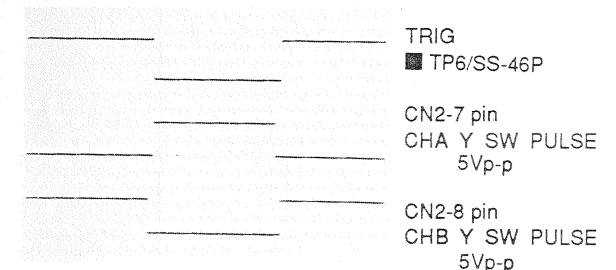 TRIG
■ TP6/SS-46P
CN2-7 pin
CHA Y SW PULSE
5Vp-p
CN2-8 pin
CHB Y SW PULSE
5Vp-p